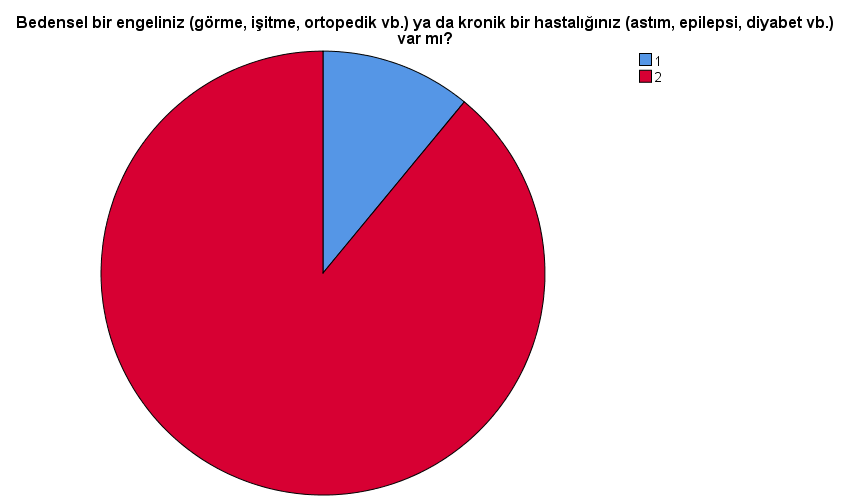 Bedensel bir engeliniz (görme, işitme, ortopedik vb.) ya da kronik bir hastalığınız (astım, epilepsi, diyabet vb.)
var mı?
1
2